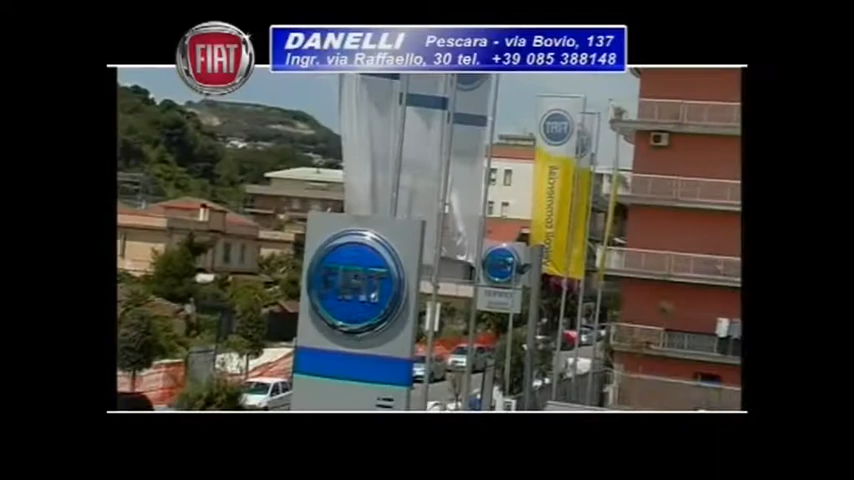 FIAT
DANELLI Pescara - via Bovio, 137
Ingr. via Raffaello, 30 tel. +39 085 388148
FIAT
FIAT